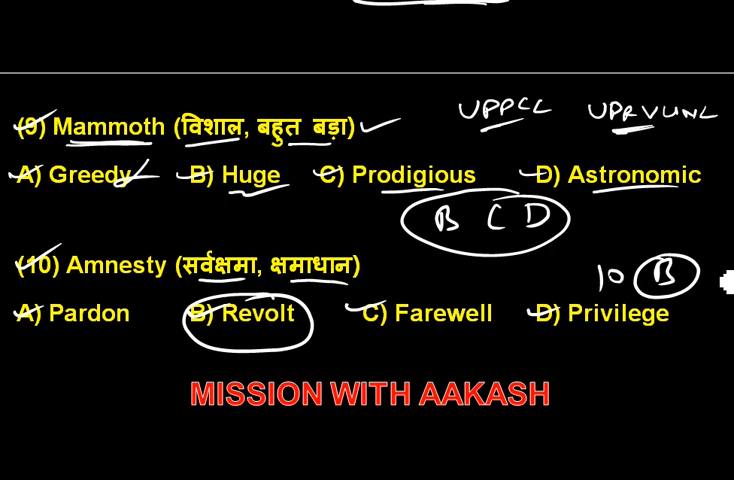 UPPCL UPRVUNL
(9) Mammoth (विशाल, बहुत बड़ा)
A) Greedy B) Huge C) Prodigious D) Astronomic
B C D
(10) Amnesty (सर्वक्षमा, क्षमाधान)
10 B
A) Pardon B) Revolt C) Farewell D) Privilege
MISSION WITH AAKASH